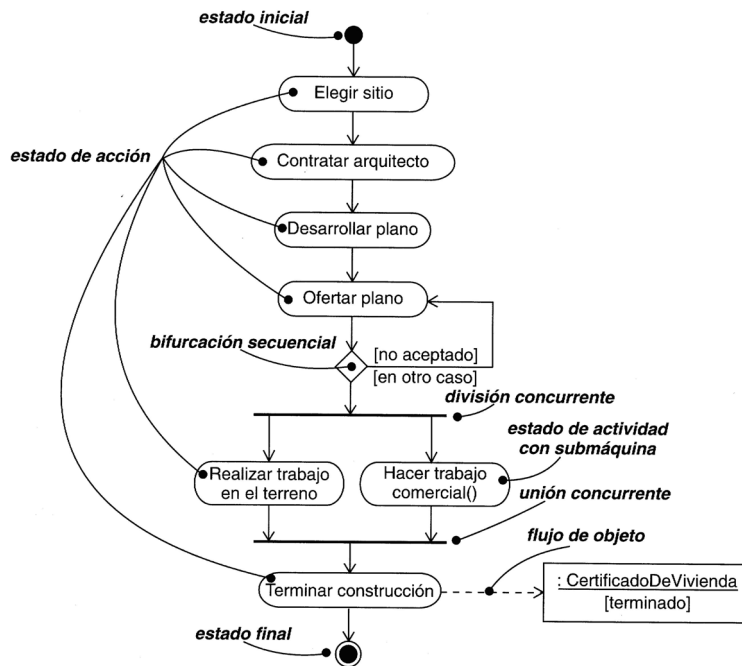 estado inicial
Elegir sitio
estado de acción
Contratar arquitecto
Desarrollar plano
Ofertar plano
bifurcación secuencial
[no aceptado]
[en otro caso]
división concurrente
estado de actividad
con submáquina
Realizar trabajo
en el terreno
Hacer trabajo
comercial()
unión concurrente
flujo de objeto
: CertificadoDeVivienda
[terminado]
Terminar construcción
estado final